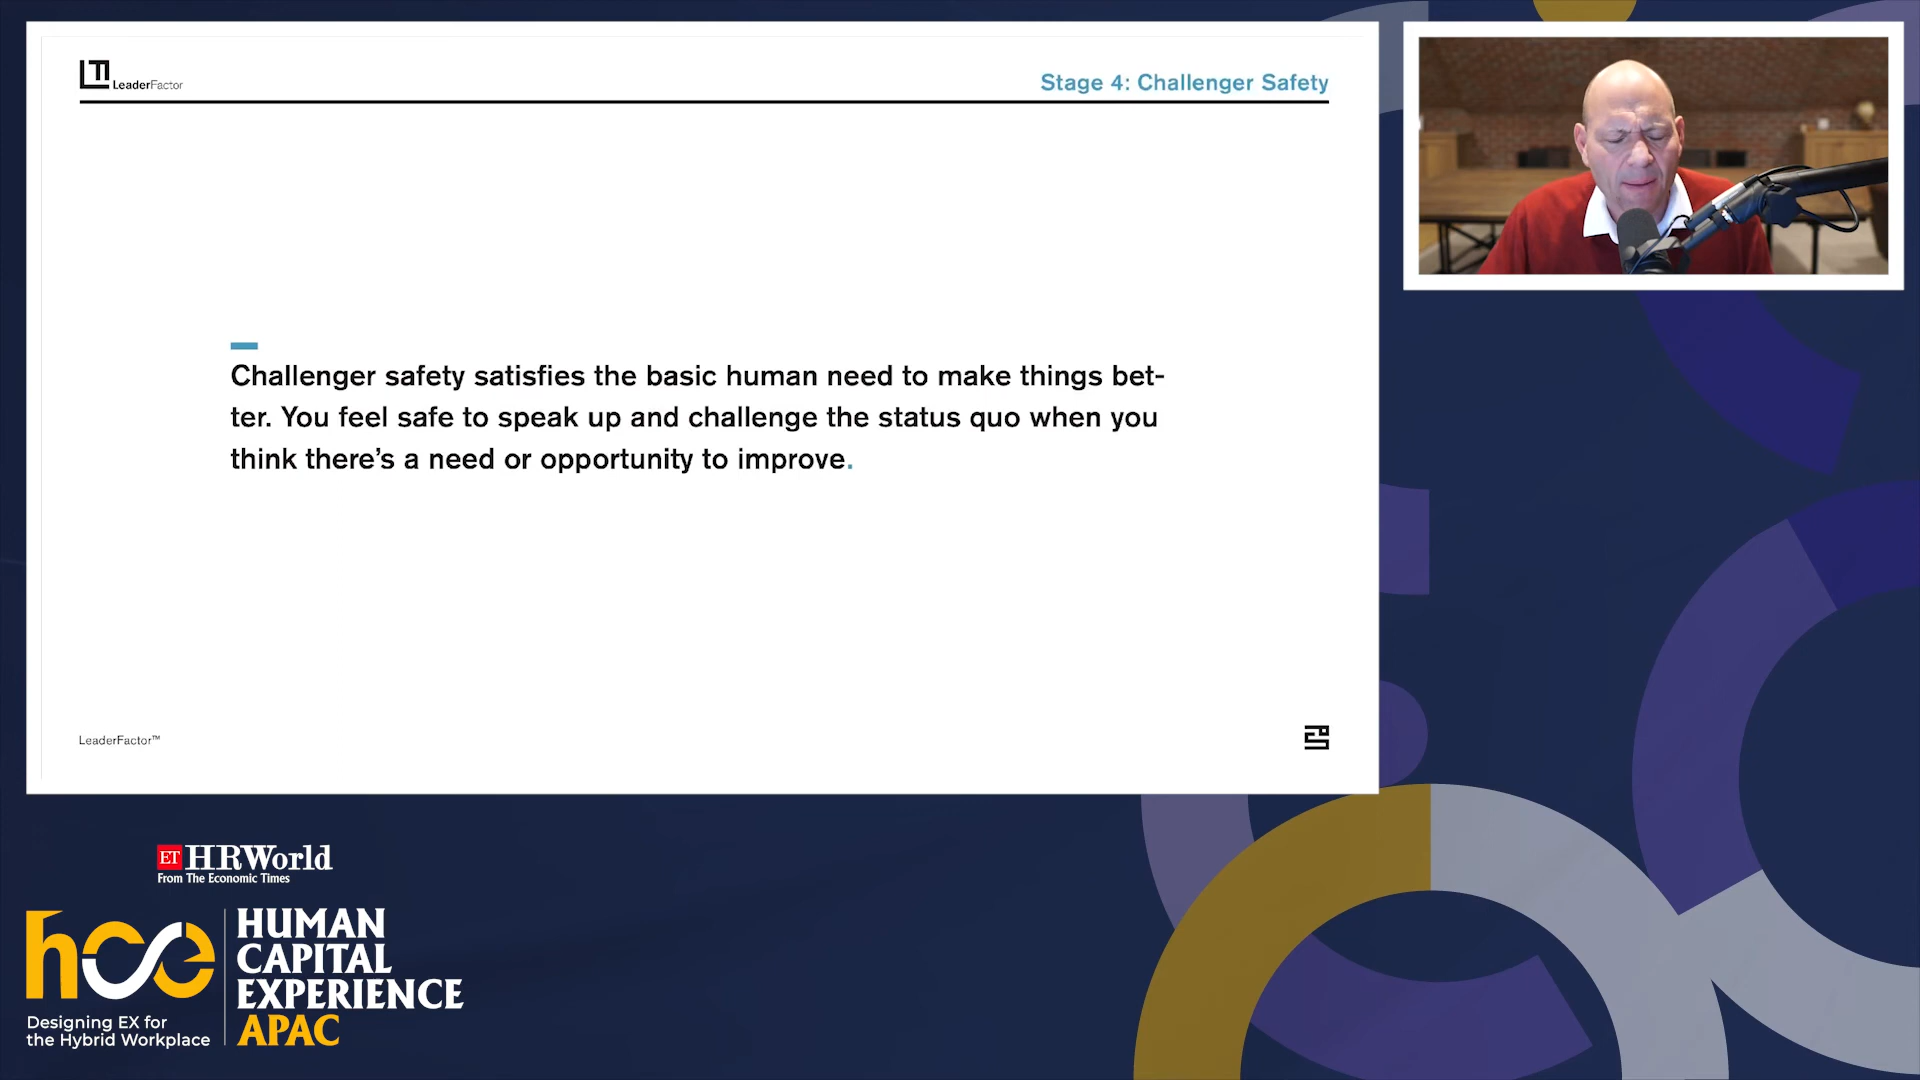 LeaderFactor
Stage 4: Challenger Safety
Challenger safety satisfies the basic human need to make things bet-
ter. You feel safe to speak up and challenge the status quo when you
think there’s a need or opportunity to improve.
LeaderFactor™
ET HRWorld
From The Economic Times
hce
Designing EX for
the Hybrid Workplace
HUMAN
CAPITAL
EXPERIENCE
APAC